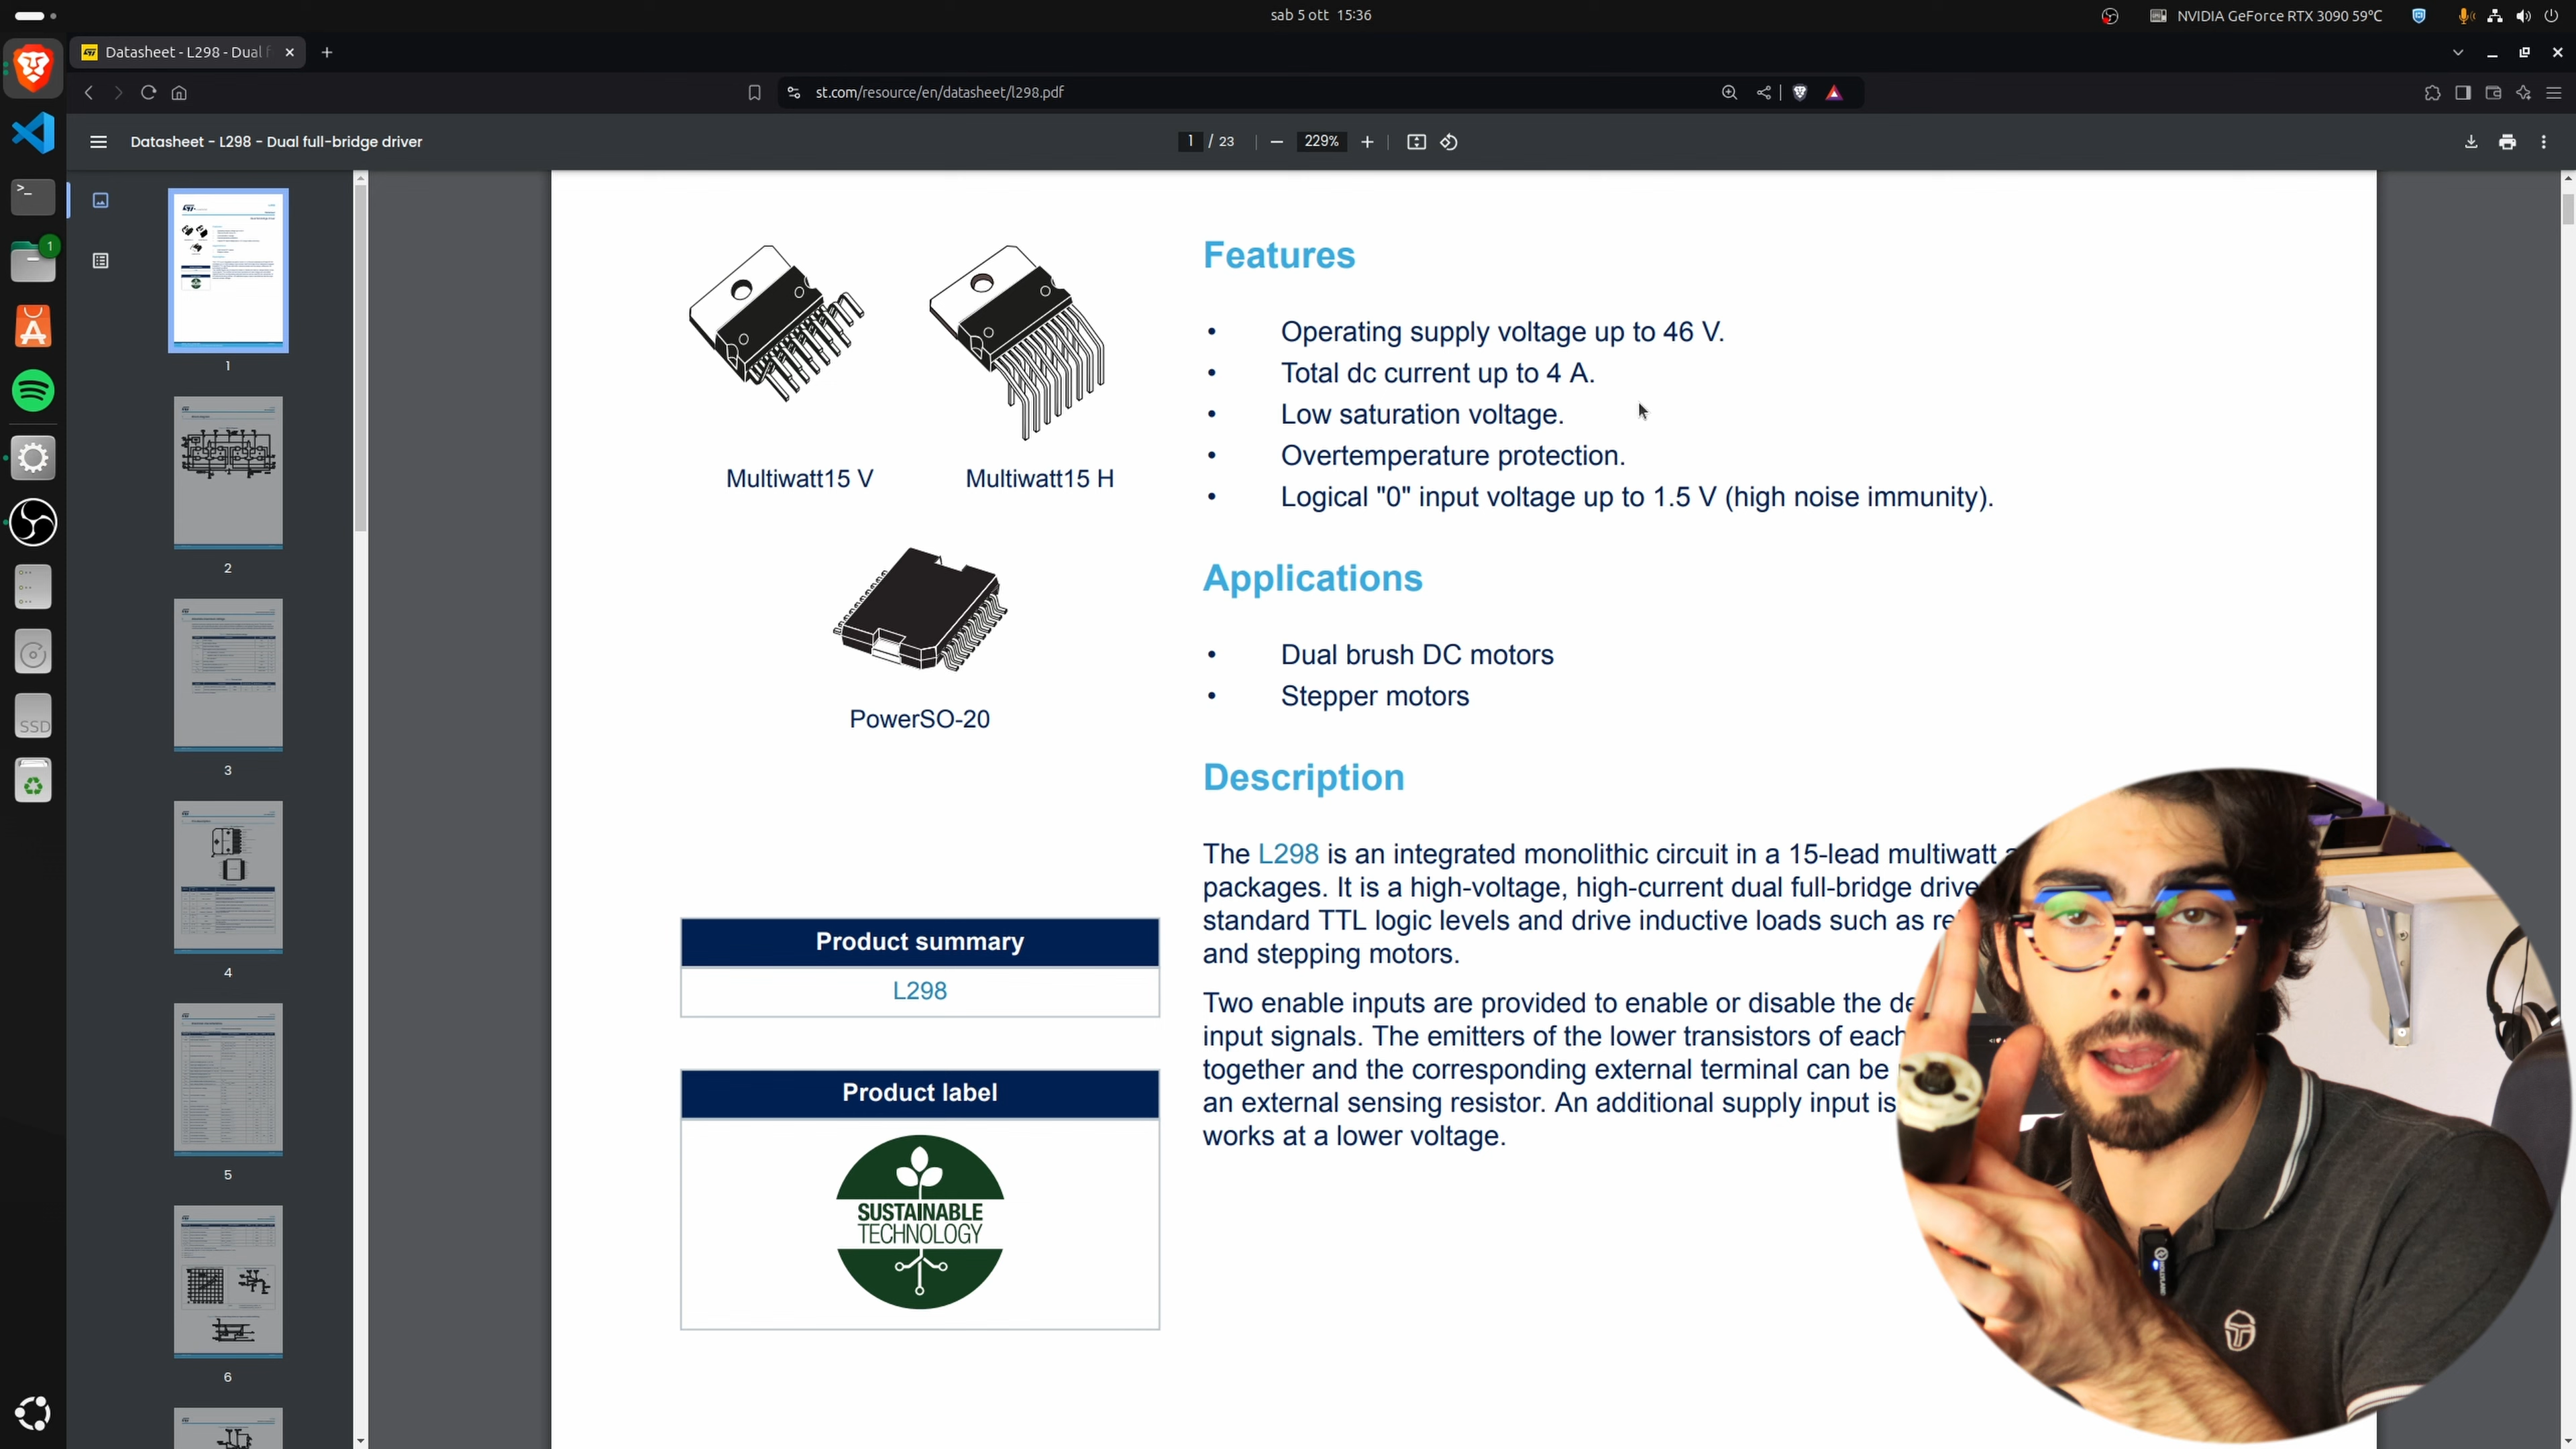 sab 5 ott 15:36
NVIDIA GeForce RTX 3090 59°C
Datasheet - L298 - Dual f
st.com/resource/en/datasheet/l298.pdf
Datasheet - L298 - Dual full-bridge driver
1 / 23
229%
1
2
3
4
5
6
1
SSD
Multiwatt15 V
Multiwatt15 H
PowerSO-20
Product summary
L298
Product label
SUSTAINABLE
TECHNOLOGY
Features
• Operating supply voltage up to 46 V.
• Total dc current up to 4 A.
• Low saturation voltage.
• Overtemperature protection.
• Logical "0" input voltage up to 1.5 V (high noise immunity).
Applications
• Dual brush DC motors
• Stepper motors
Description
The L298 is an integrated monolithic circuit in a 15-lead multiwatt
packages. It is a high-voltage, high-current dual full-bridge drive
standard TTL logic levels and drive inductive loads such as re
and stepping motors.
Two enable inputs are provided to enable or disable the de
input signals. The emitters of the lower transistors of each
together and the corresponding external terminal can be
an external sensing resistor. An additional supply input is
works at a lower voltage.